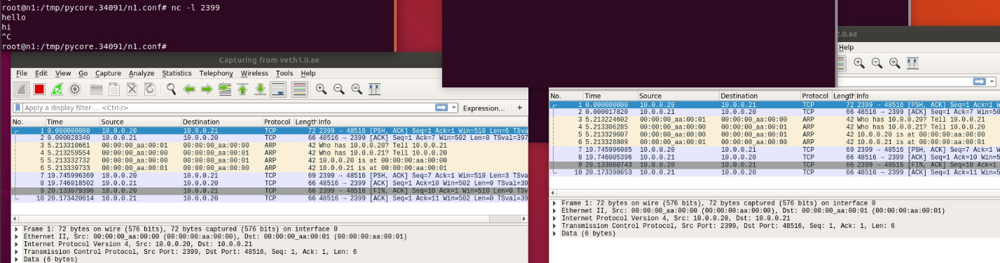 root@n1:/tmp/pycore.34091/n1.conf# nc -l 2399
hello
hi
^C
root@n1:/tmp/pycore.34091/n1.conf#
Capturing from veth1.0.ae
File Edit View Go Capture Analyze Statistics Telephony Wireless Tools Help
Apply a display filter ... <Ctrl-/>
Expression... +
No. Time Source Destination Protocol Length Info
1 0.000000000 10.0.0.20 10.0.0.21 TCP 72 2399 → 48516 [PSH, ACK] Seq=1 Ack=1 Win=510 Len=6 TSva
2 0.000028340 10.0.0.21 10.0.0.20 TCP 66 48516 → 2399 [ACK] Seq=1 Ack=7 Win=502 Len=0 TSval=397
3 5.213310661 00:00:00_aa:00:01 00:00:00_aa:00:00 ARP 42 Who has 10.0.0.20? Tell 10.0.0.21
4 5.213259554 00:00:00_aa:00:00 00:00:00_aa:00:01 ARP 42 Who has 10.0.0.21? Tell 10.0.0.20
5 5.213332732 00:00:00_aa:00:00 00:00:00_aa:00:01 ARP 42 10.0.0.20 is at 00:00:00:aa:00:00
6 5.213339733 00:00:00_aa:00:01 00:00:00_aa:00:00 ARP 42 10.0.0.21 is at 00:00:00:aa:00:01
7 19.745996369 10.0.0.20 10.0.0.21 TCP 69 2399 → 48516 [PSH, ACK] Seq=7 Ack=1 Win=510 Len=3 TSva
8 19.746018502 10.0.0.21 10.0.0.20 TCP 66 48516 → 2399 [ACK] Seq=1 Ack=10 Win=502 Len=0 TSval=39
9 20.133079396 10.0.0.20 10.0.0.21 TCP 66 2399 → 48516 [FIN, ACK] Seq=10 Ack=1 Win=510 Len=0 TSv
10 20.173420614 10.0.0.21 10.0.0.20 TCP 66 48516 → 2399 [ACK] Seq=1 Ack=11 Win=502 Len=0 TSval=39
Frame 1: 72 bytes on wire (576 bits), 72 bytes captured (576 bits) on interface 0
Ethernet II, Src: 00:00:00_aa:00:00 (00:00:00:aa:00:00), Dst: 00:00:00_aa:00:01 (00:00:00:aa:00:01)
Internet Protocol Version 4, Src: 10.0.0.20, Dst: 10.0.0.21
Transmission Control Protocol, Src Port: 2399, Dst Port: 48516, Seq: 1, Ack: 1, Len: 6
Data (6 bytes)
2.0.ae
Help
No. Time Source Destination Protocol Length Info
1 0.000000000 10.0.0.20 10.0.0.21 TCP 72 2399 → 48516 [PSH, ACK] Seq=1 Ack=1 W
2 0.000017820 10.0.0.21 10.0.0.20 TCP 66 48516 → 2399 [ACK] Seq=1 Ack=7 Win=50
3 5.213224602 00:00:00_aa:00:01 00:00:00_aa:00:00 ARP 42 Who has 10.0.0.20? Tell 10.0.0.21
4 5.213306285 00:00:00_aa:00:00 00:00:00_aa:00:01 ARP 42 Who has 10.0.0.21? Tell 10.0.0.20
5 5.213329607 00:00:00_aa:00:00 00:00:00_aa:00:01 ARP 42 10.0.0.20 is at 00:00:00:aa:00:00
6 5.213328809 00:00:00_aa:00:01 00:00:00_aa:00:00 ARP 42 10.0.0.21 is at 00:00:00:aa:00:01
7 19.745996085 10.0.0.20 10.0.0.21 TCP 69 2399 → 48516 [PSH, ACK] Seq=7 Ack=1 W
8 19.746005396 10.0.0.21 10.0.0.20 TCP 66 48516 → 2399 [ACK] Seq=1 Ack=10 Win=5
9 20.133080743 10.0.0.20 10.0.0.21 TCP 66 2399 → 48516 [FIN, ACK] Seq=10 Ack=1
10 20.173398653 10.0.0.21 10.0.0.20 TCP 66 48516 → 2399 [ACK] Seq=1 Ack=11 Win=5
Frame 1: 72 bytes on wire (576 bits), 72 bytes captured (576 bits) on interface 0
Ethernet II, Src: 00:00:00_aa:00:00 (00:00:00:aa:00:00), Dst: 00:00:00_aa:00:01 (00:00:00:aa:00:01)
Internet Protocol Version 4, Src: 10.0.0.20, Dst: 10.0.0.21
Transmission Control Protocol, Src Port: 2399, Dst Port: 48516, Seq: 1, Ack: 1, Len: 6
Data (6 bytes)